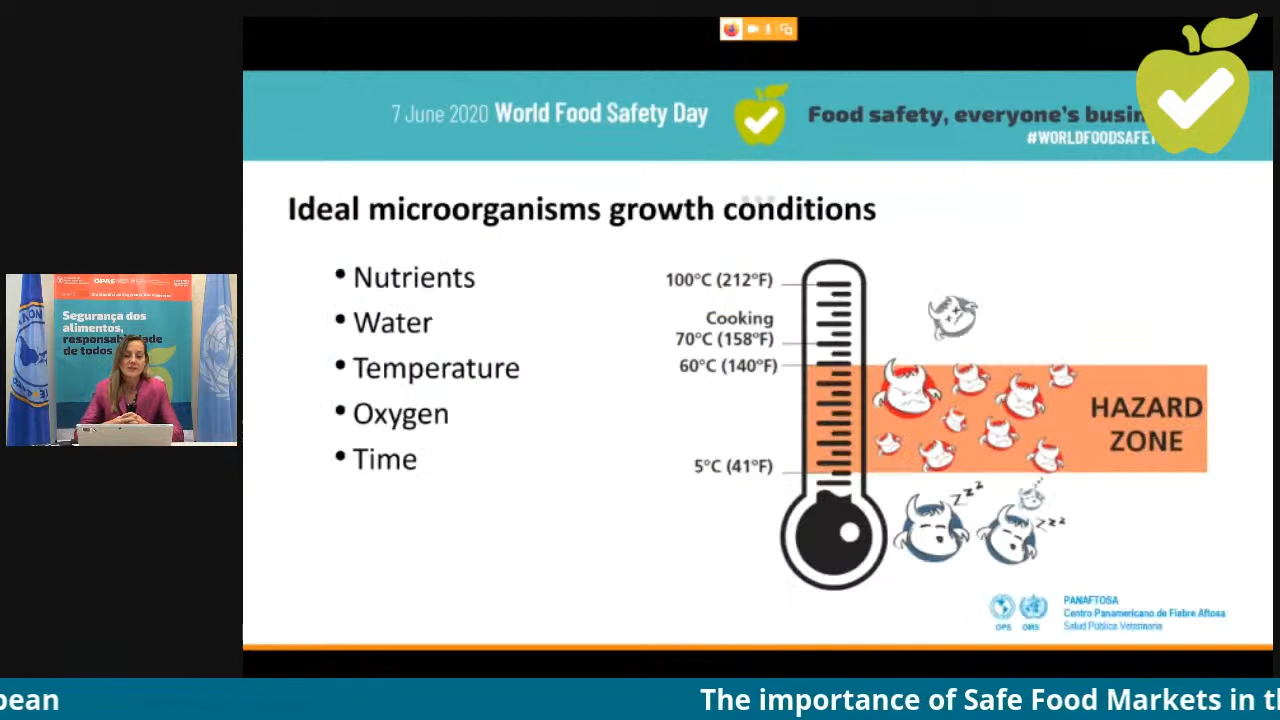 7 June 2020 World Food Safety Day
Food safety, everyone's busin
#WORLDFOODSAFE
Ideal microorganisms growth conditions
• Nutrients
• Water
• Temperature
• Oxygen
• Time
100°C (212°F)
Cooking
70°C (158°F)
60°C (140°F)
5°C (41°F)
HAZARD
ZONE
zzz
zzz
OPS OMS
PANAFTOSA
Centro Panamericano de Fiebre Aftosa
Salud Pública Veterinaria
OPAS
Segurança dos
alimentos,
responsabilidade
de todos
pean
The importance of Safe Food Markets in th